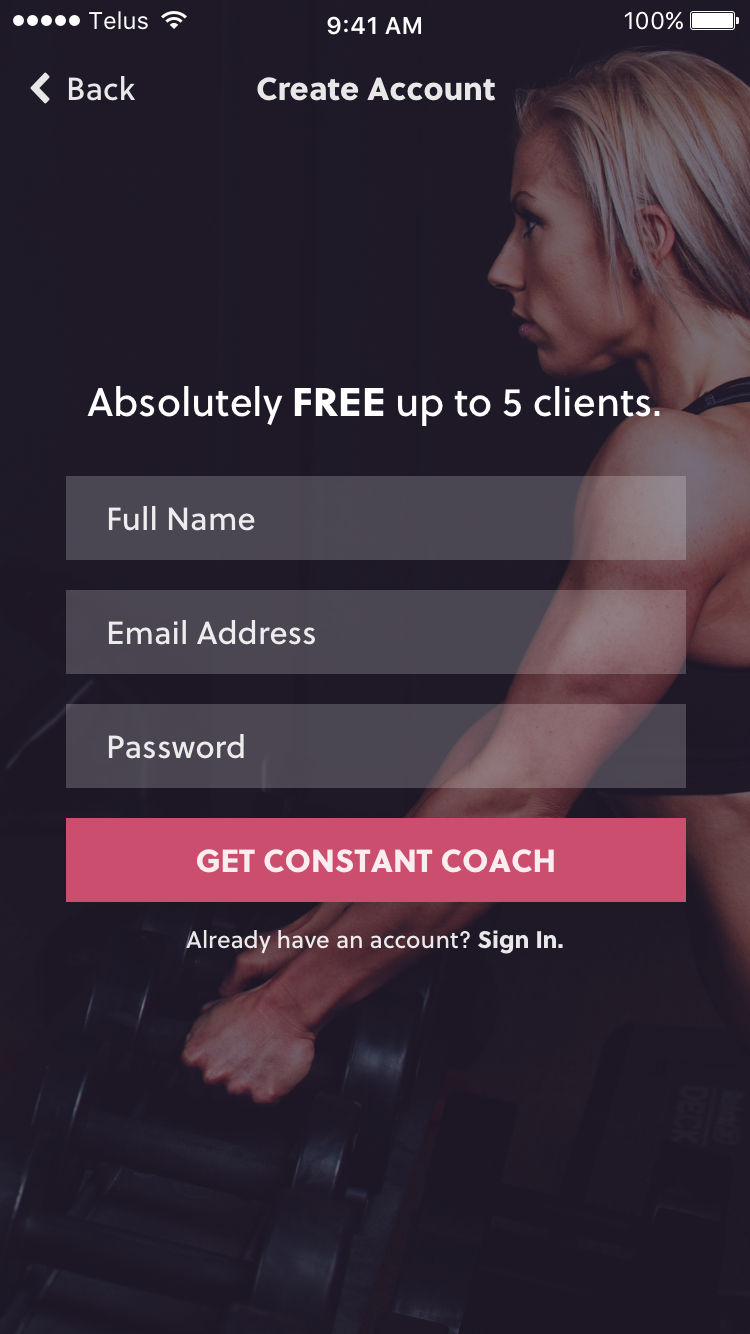 Telus 9:41 AM 100%
Back Create Account
Absolutely FREE up to 5 clients.
Full Name
Email Address
Password
GET CONSTANT COACH
Already have an account? Sign In.
DECK